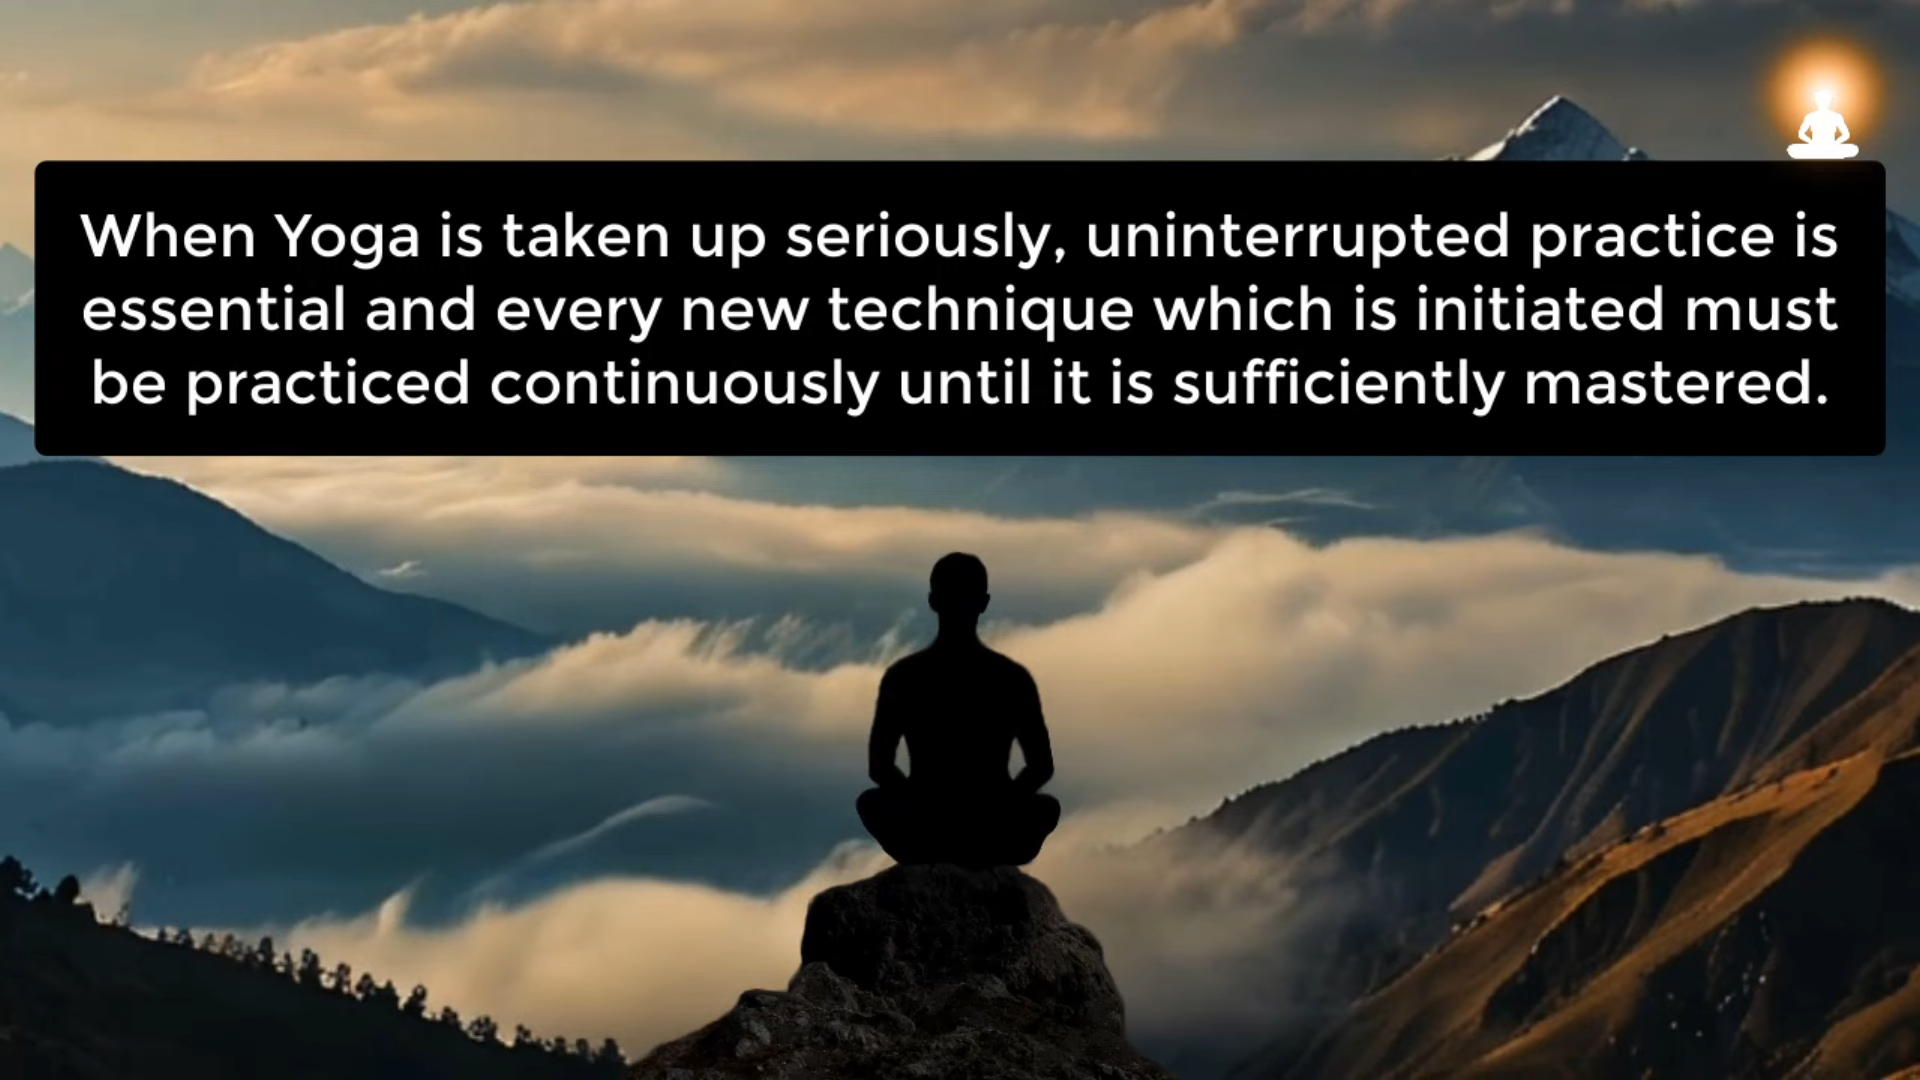 When Yoga is taken up seriously, uninterrupted practice is
essential and every new technique which is initiated must
be practiced continuously until it is sufficiently mastered.